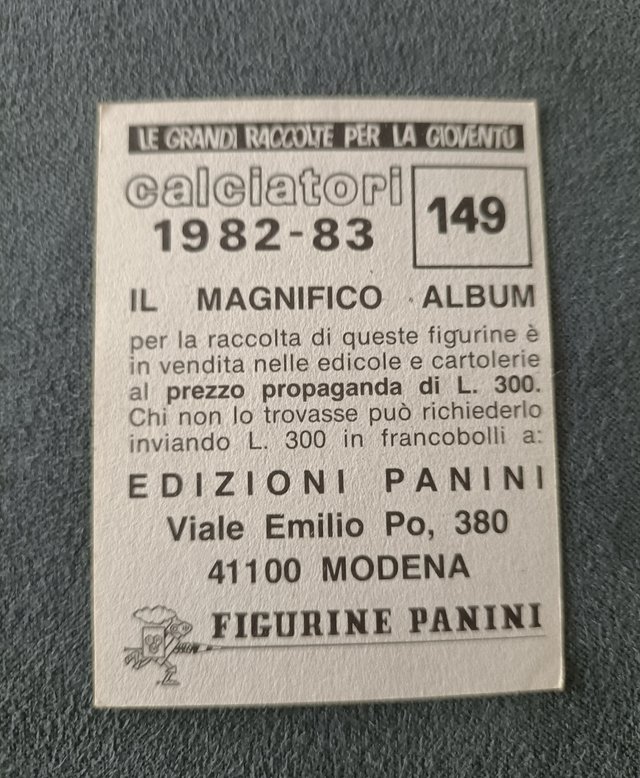 LE GRANDI RACCOLTE PER LA GIOVENTÙ
calciatori
1982-83
149
IL MAGNIFICO ALBUM
per la raccolta di queste figurine è
in vendita nelle edicole e cartolerie
al prezzo propaganda di L. 300.
Chi non lo trovasse può richiederlo
inviando L. 300 in francobolli a:
EDIZIONI PANINI
Viale Emilio Po, 380
41100 MODENA
FIGURINE PANINI